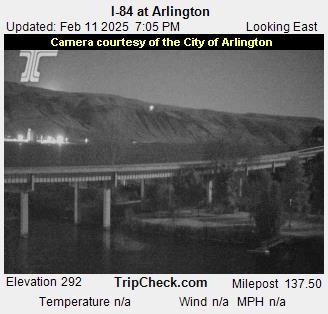 I-84 at Arlington
Updated: Feb 11 2025 7:05 PM Looking East
Camera courtesy of the City of Arlington
Elevation 292 TripCheck.com Milepost 137.50
Temperature n/a Wind n/a MPH n/a